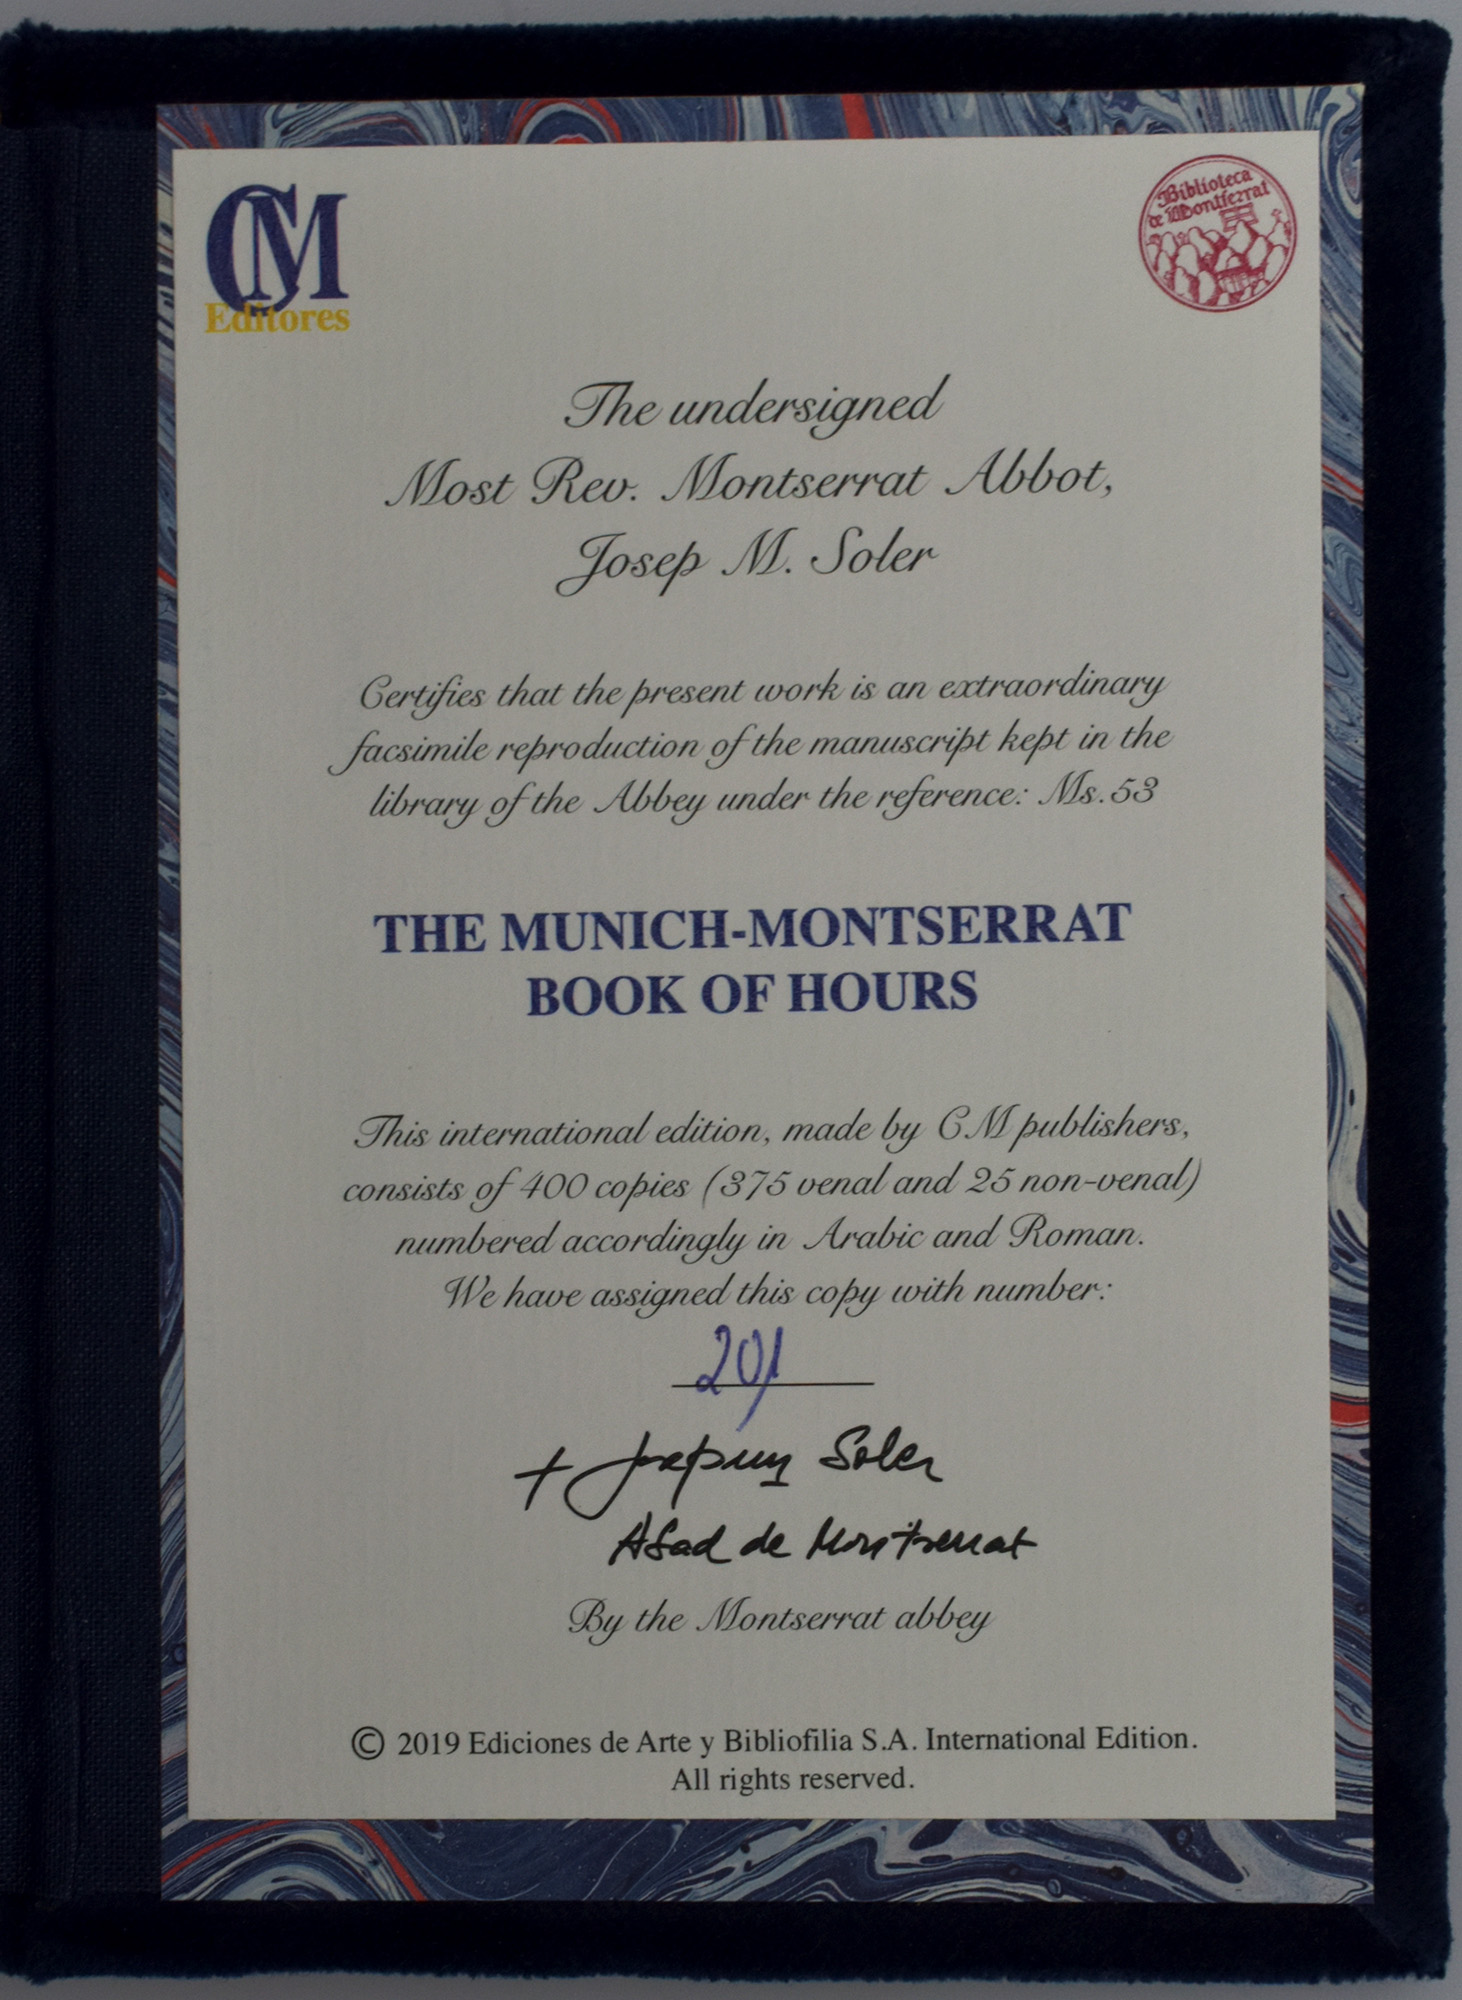 CM
Editores
Biblioteca
de Montserrat
The undersigned
Most Rev. Montserrat Abbot,
Josep M. Soler
Certifies that the present work is an extraordinary
facsimile reproduction of the manuscript kept in the
library of the Abbey under the reference: Ms. 53
THE MUNICH-MONTSERRAT
BOOK OF HOURS
This international edition, made by CM publishers,
consists of 400 copies (375 venal and 25 non-venal)
numbered accordingly in Arabic and Roman.
We have assigned this copy with number:
201
+ Josep M Soler
Abad de Montserrat
By the Montserrat abbey
© 2019 Ediciones de Arte y Bibliofilia S.A. International Edition.
All rights reserved.